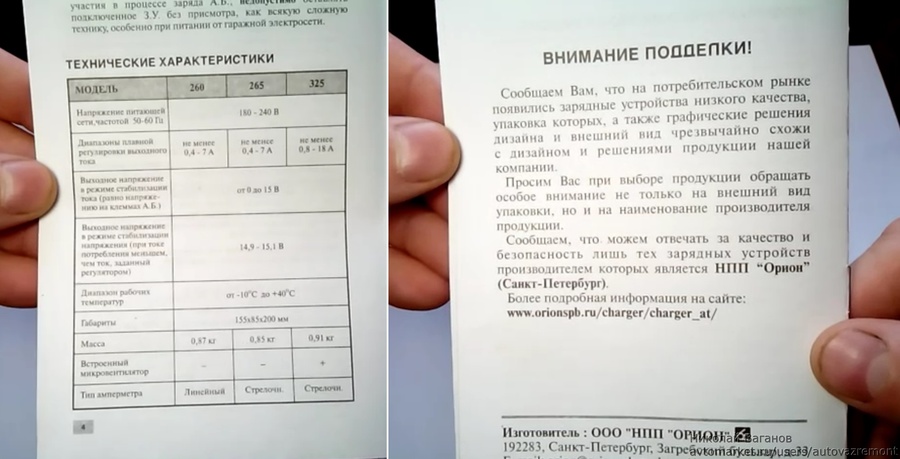 участия в процессе заряда А.Б., недопустимо оставлять
подключенное З.У. без присмотра, как всякую сложную
технику, особенно при питании от гаражной электросети.
ТЕХНИЧЕСКИЕ ХАРАКТЕРИСТИКИ
МОДЕЛЬ 260 265 325
Напряжение питающей
сети,частотой 50-60 Гц
180 - 240 В
Диапазоны плавной
регулировки выходного
тока
не менее
0,4 - 7 А
не менее
0,4 - 7 А
не менее
0,8 - 18 А
Выходное напряжение
в режиме стабилизации
тока (равно напряже-
нию на клеммах А.Б.)
от 0 до 15 В
Выходное напряжение
в режиме стабилизации
напряжения (при токе
потребления меньшем,
чем ток, заданный
регулятором)
14,9 - 15,1 В
Диапазон рабочих
температур
от -10°С до +40°С
Габариты 155x85x200 мм
Масса 0,87 кг 0,85 кг 0,91 кг
Встроенный
микровентилятор
– – +
Тип амперметра Линейный Стрелочн. Стрелочн.
4
ВНИМАНИЕ ПОДДЕЛКИ!
Сообщаем Вам, что на потребительском рынке
появились зарядные устройства низкого качества,
упаковка которых, а также графические решения
дизайна и внешний вид чрезвычайно схожи
с дизайном и решениями продукции нашей
компании.
Просим Вас при выборе продукции обращать
особое внимание не только на внешний вид
упаковки, но и на наименование производителя
продукции.
Сообщаем, что можем отвечать за качество и
безопасность лишь тех зарядных устройств
производителем которых является НПП "Орион"
(Санкт-Петербург).
Более подробная информация на сайте:
www.orionspb.ru/charger/charger_at/
Изготовитель : ООО "НПП "ОРИОН"
192283, Санкт-Петербург, Загребский
Николай Ваганов
avtomarket.ru/users/autovazremont